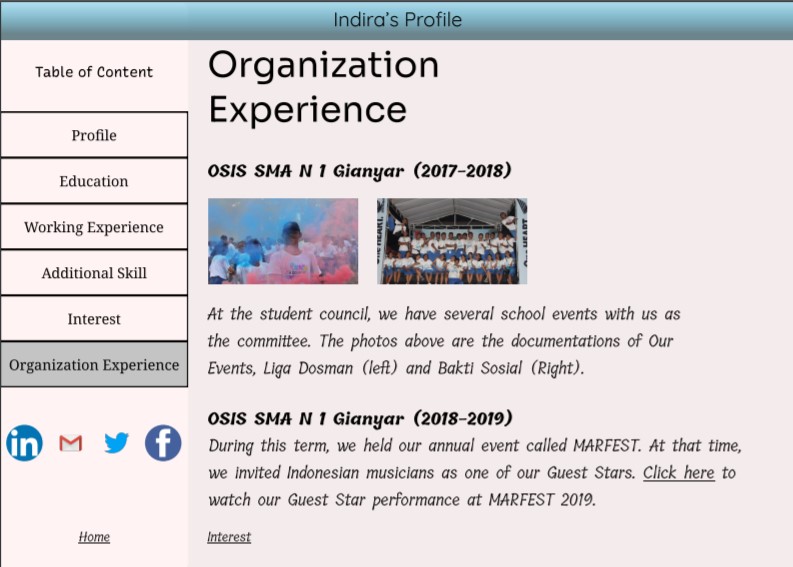 Indira's Profile
Table of Content
Profile
Education
Working Experience
Additional Skill
Interest
Organization Experience
in
f
Home
Organization
Experience
OSIS SMA N 1 Gianyar (2017-2018)
One HEART
At the student council, we have several school events with us as
the committee. The photos above are the documentations of Our
Events, Liga Dosman (left) and Bakti Sosial (Right).
OSIS SMA N 1 Gianyar (2018-2019)
During this term, we held our annual event called MARFEST. At that time,
we invited Indonesian musicians as one of our Guest Stars. Click here to
watch our Guest Star performance at MARFEST 2019.
Interest